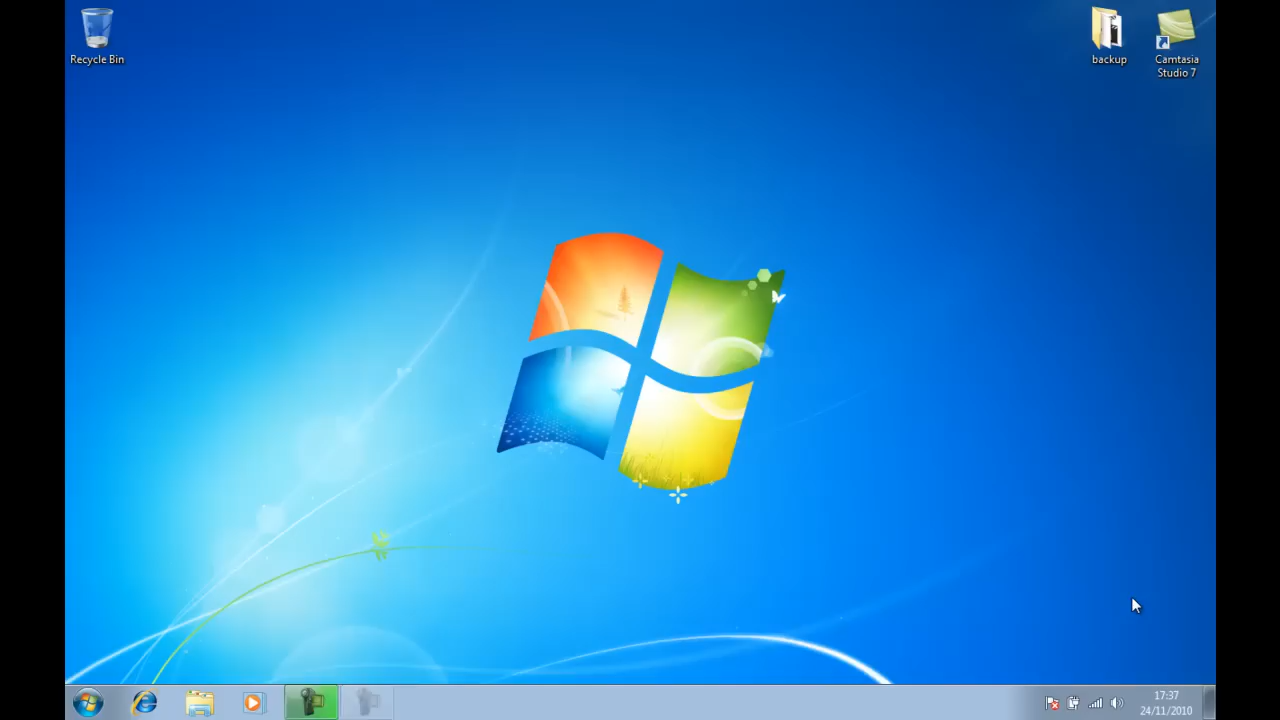 Recycle Bin
backup
Camtasia
Studio 7
17:37
24/11/2010